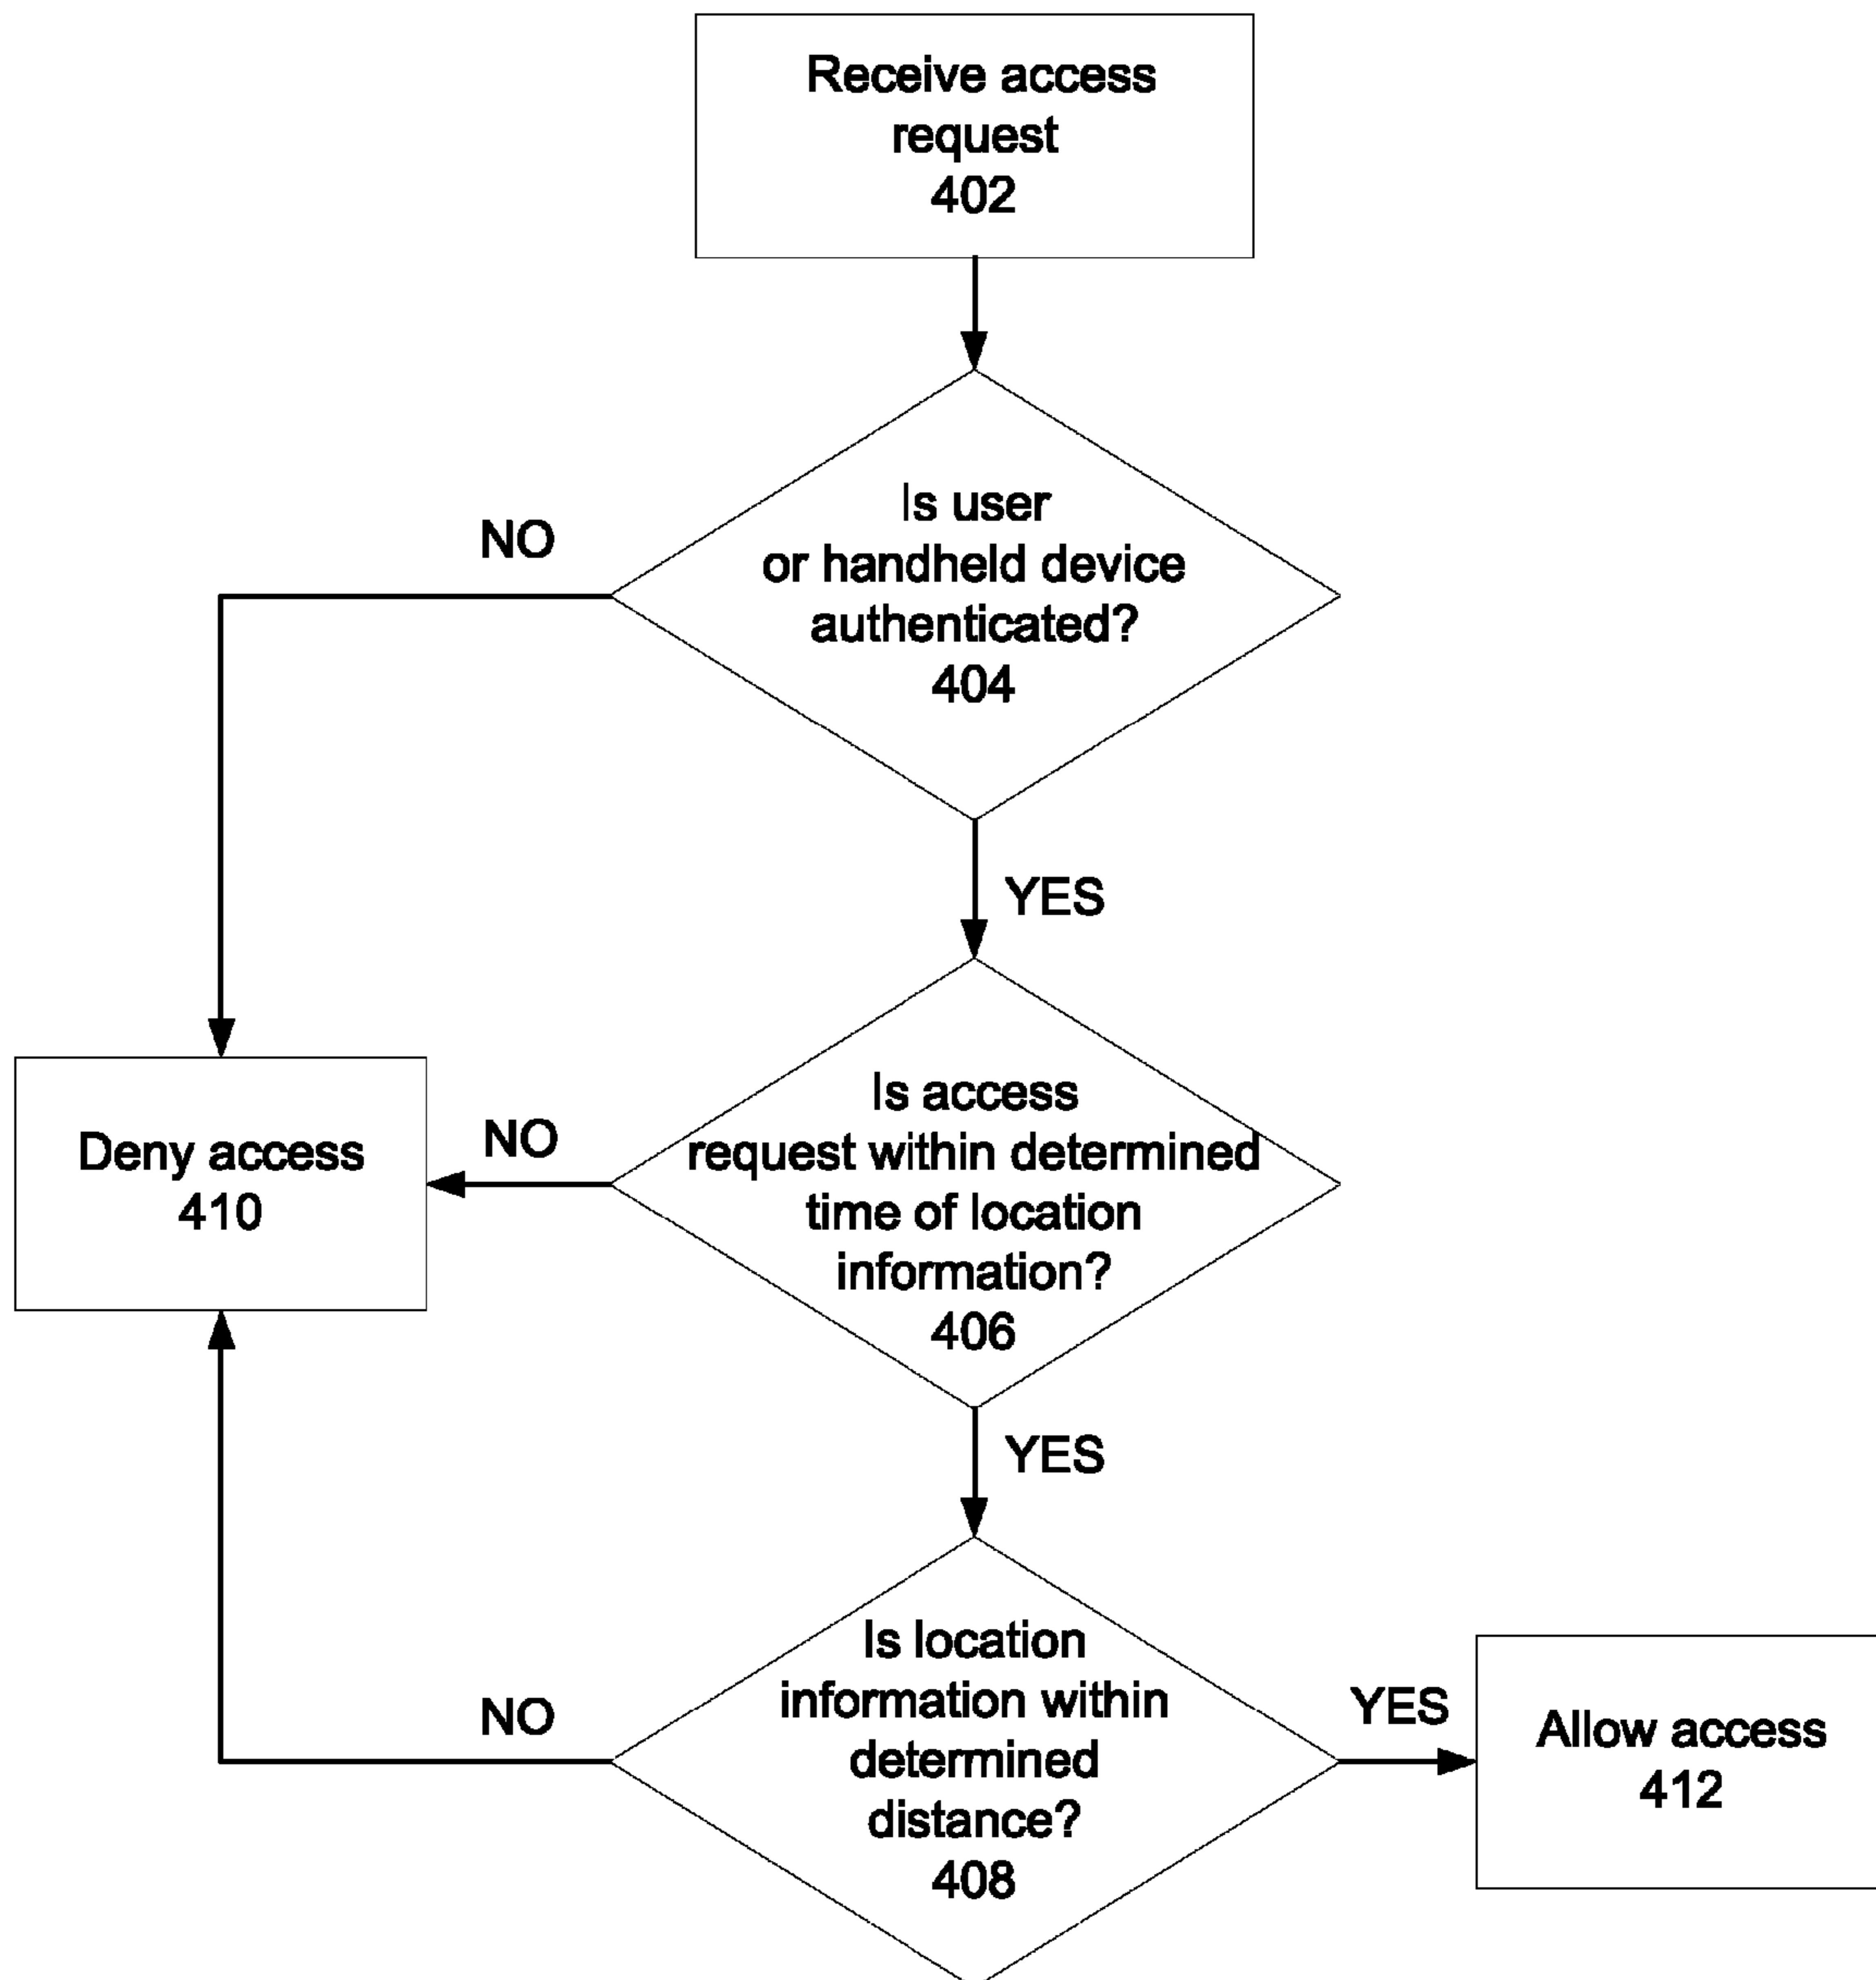 Receive access
request
402
Is user
or handheld device
authenticated?
404
NO
YES
Is access
request within determined
time of location
information?
406
NO
Deny access
410
YES
Is location
information within
determined
distance?
408
NO
YES
Allow access
412